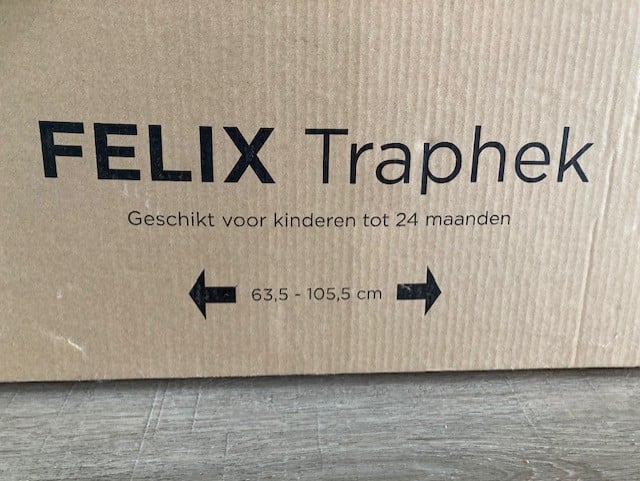 FELIX Traphek
Geschikt voor kinderen tot 24 maanden
63,5 - 105,5 cm